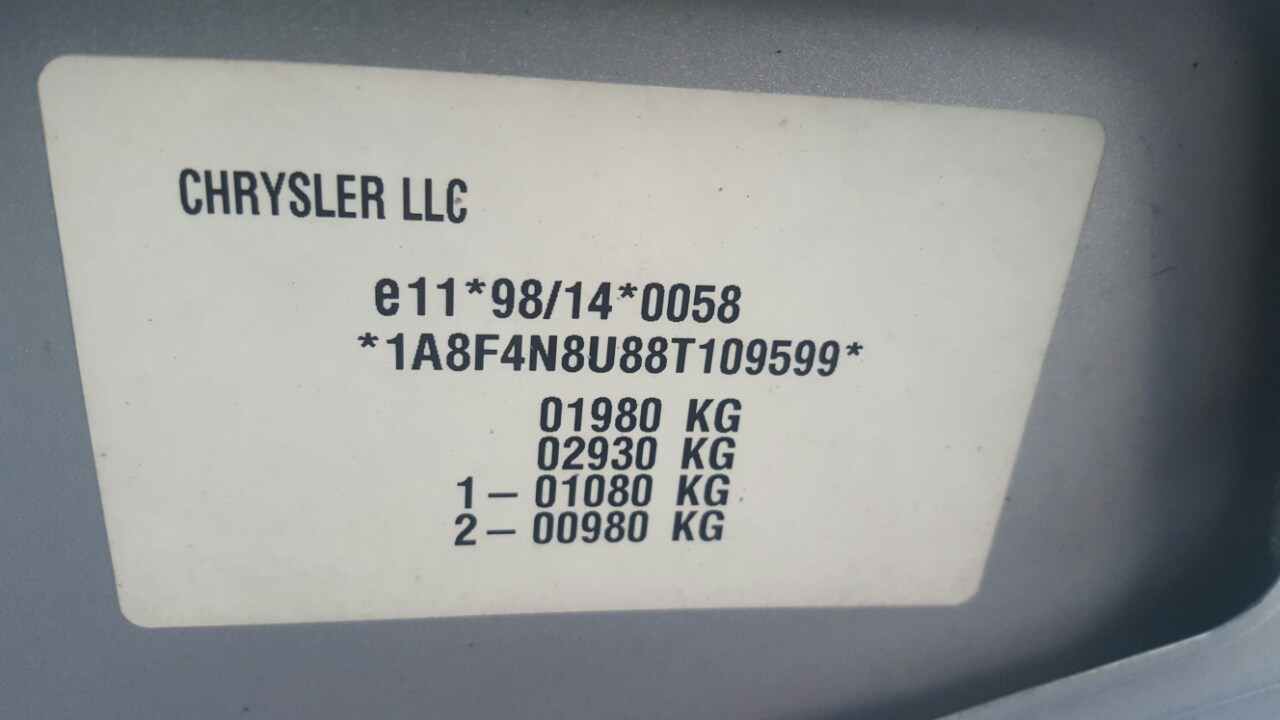 CHRYSLER LLC
e11*98/14*0058
*1A8F4N8U88T109599*
01980 KG
02930 KG
1 – 01080 KG
2 – 00980 KG